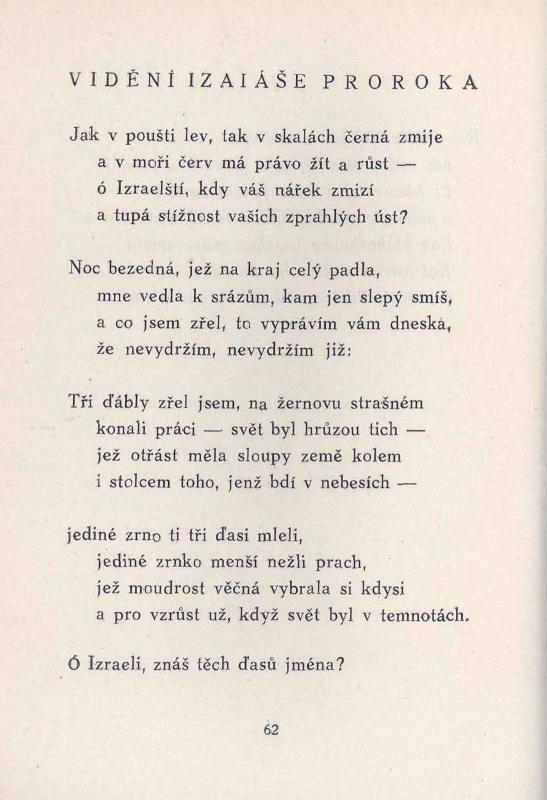 VIDĚNÍ IZAIÁŠE PROROKA
Jak v poušti lev, tak v skalách černá zmije
a v moři červ má právo žít a růst —
ó Izraelští, kdy váš nářek zmizí
a tupá stížnost vašich zprahlých úst?
Noc bezedná, jež na kraj celý padla,
mne vedla k srázům, kam jen slepý smíš,
a co jsem zřel, to vyprávím vám dneska,
že nevydržím, nevydržím již:
Tři ďábly zřel jsem, na žernovu strašném
konali práci — svět byl hrůzou tich —
jež otřást měla sloupy země kolem
i stolcem toho, jenž bdí v nebesích —
jediné zrno ti tři ďasi mleli,
jediné zrnko menší nežli prach,
jež moudrost věčná vybrala si kdysi
a pro vzrůst už, když svět byl v temnotách.
Ó Izraeli, znáš těch ďasů jména?
62